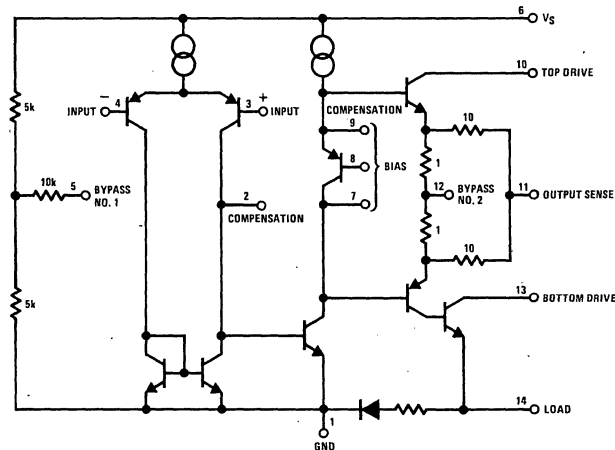 6 VS
10 TOP DRIVE
5k
INPUT − 4
3 + INPUT
COMPENSATION
9
10
8 BIAS
1
10k
5 BYPASS NO. 1
2
COMPENSATION
7
12 BYPASS NO. 2
11 OUTPUT SENSE
1
10
5k
13 BOTTOM DRIVE
14 LOAD
1
GND